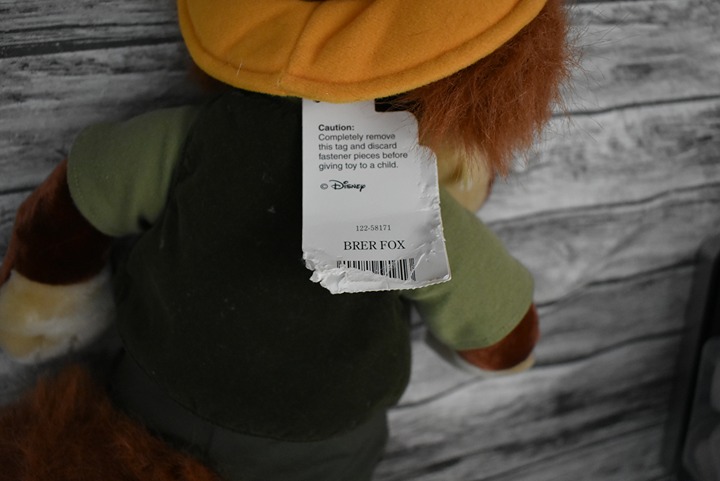 Caution:
Completely remove
this tag and discard
fastener pieces before
giving toy to a child.
© Disney
122-58171
BRER FOX